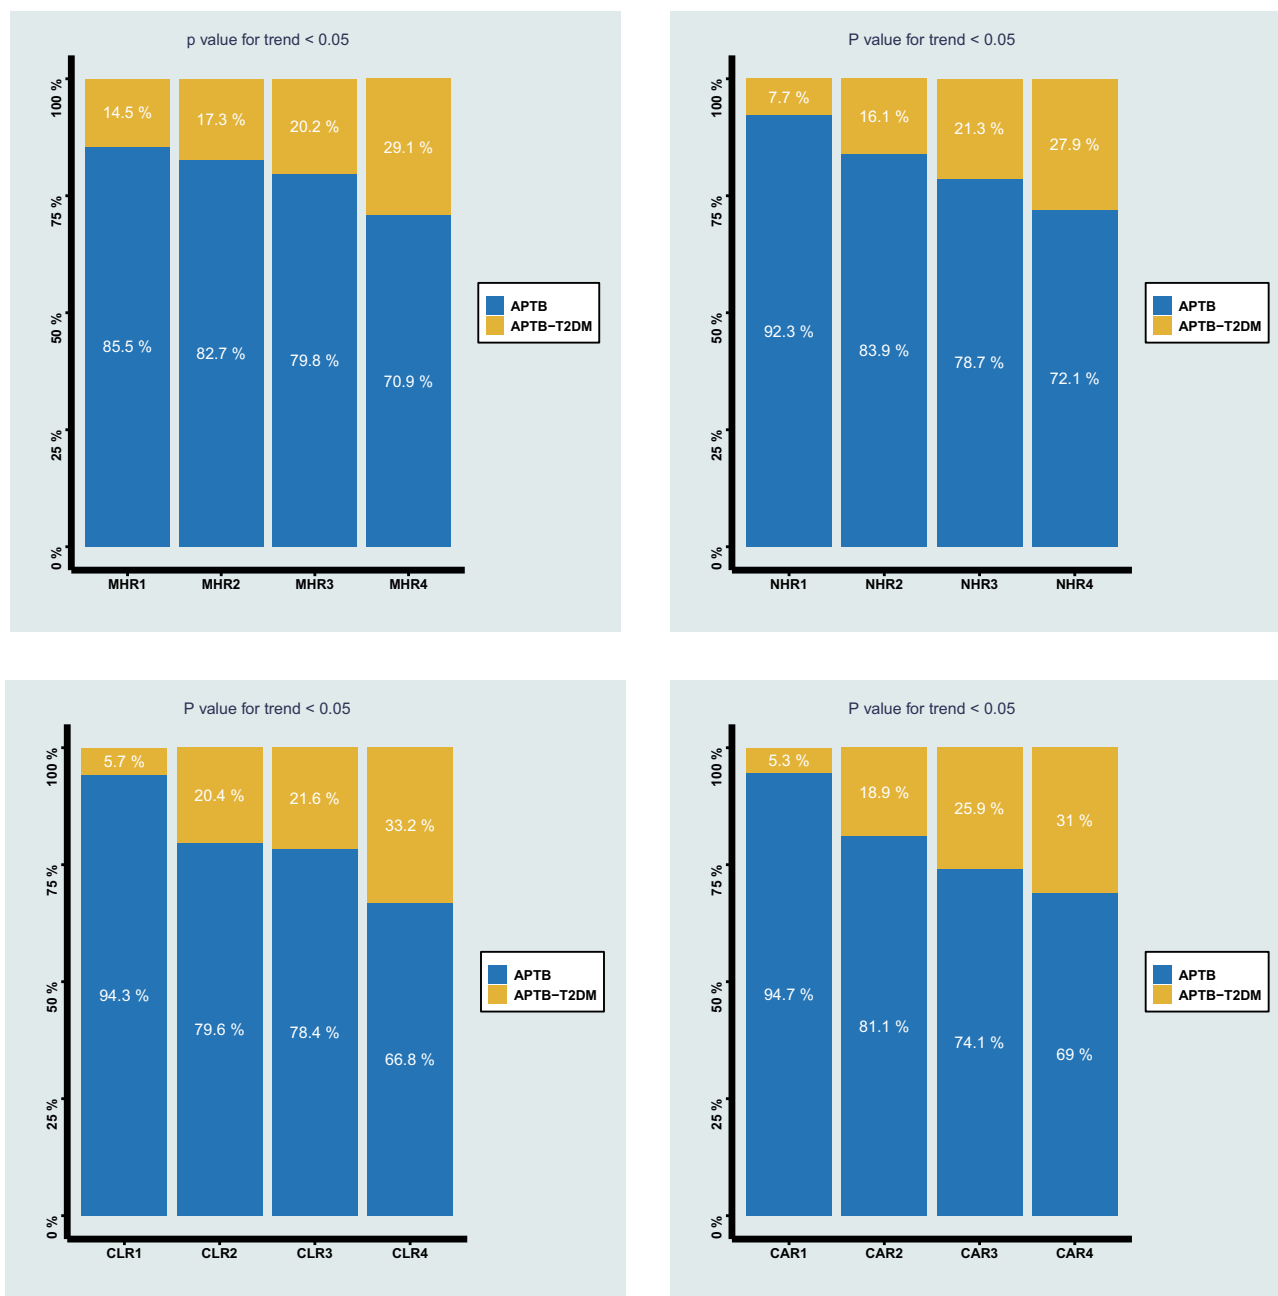 p value for trend < 0.05
100 %
75 %
50 %
25 %
0 %
14.5 %
17.3 %
20.2 %
29.1 %
85.5 %
82.7 %
79.8 %
70.9 %
MHR1
MHR2
MHR3
MHR4
APTB
APTB−T2DM
P value for trend < 0.05
100 %
75 %
50 %
25 %
0 %
7.7 %
16.1 %
21.3 %
27.9 %
92.3 %
83.9 %
78.7 %
72.1 %
NHR1
NHR2
NHR3
NHR4
APTB
APTB−T2DM
P value for trend < 0.05
100 %
75 %
50 %
25 %
0 %
5.7 %
20.4 %
21.6 %
33.2 %
94.3 %
79.6 %
78.4 %
66.8 %
CLR1
CLR2
CLR3
CLR4
APTB
APTB−T2DM
P value for trend < 0.05
100 %
75 %
50 %
25 %
0 %
5.3 %
18.9 %
25.9 %
31 %
94.7 %
81.1 %
74.1 %
69 %
CAR1
CAR2
CAR3
CAR4
APTB
APTB−T2DM